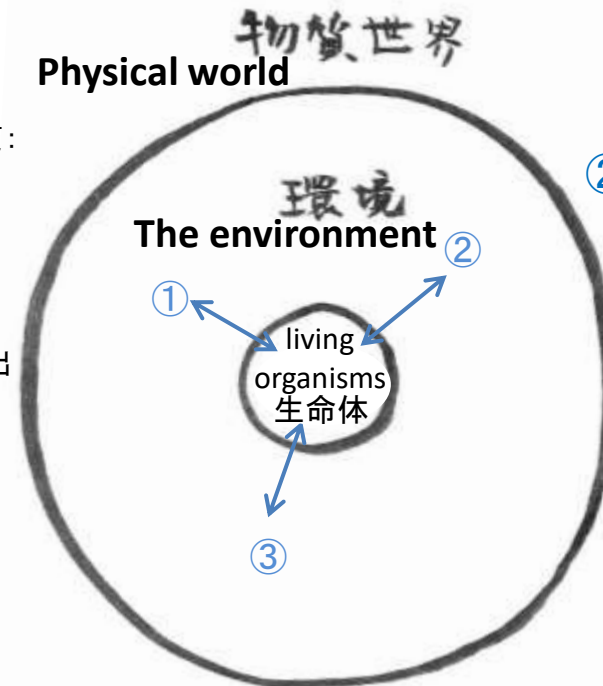 物質世界
Physical world
:
②
環境
The environment
①
②
living
organisms
生命体
出
③